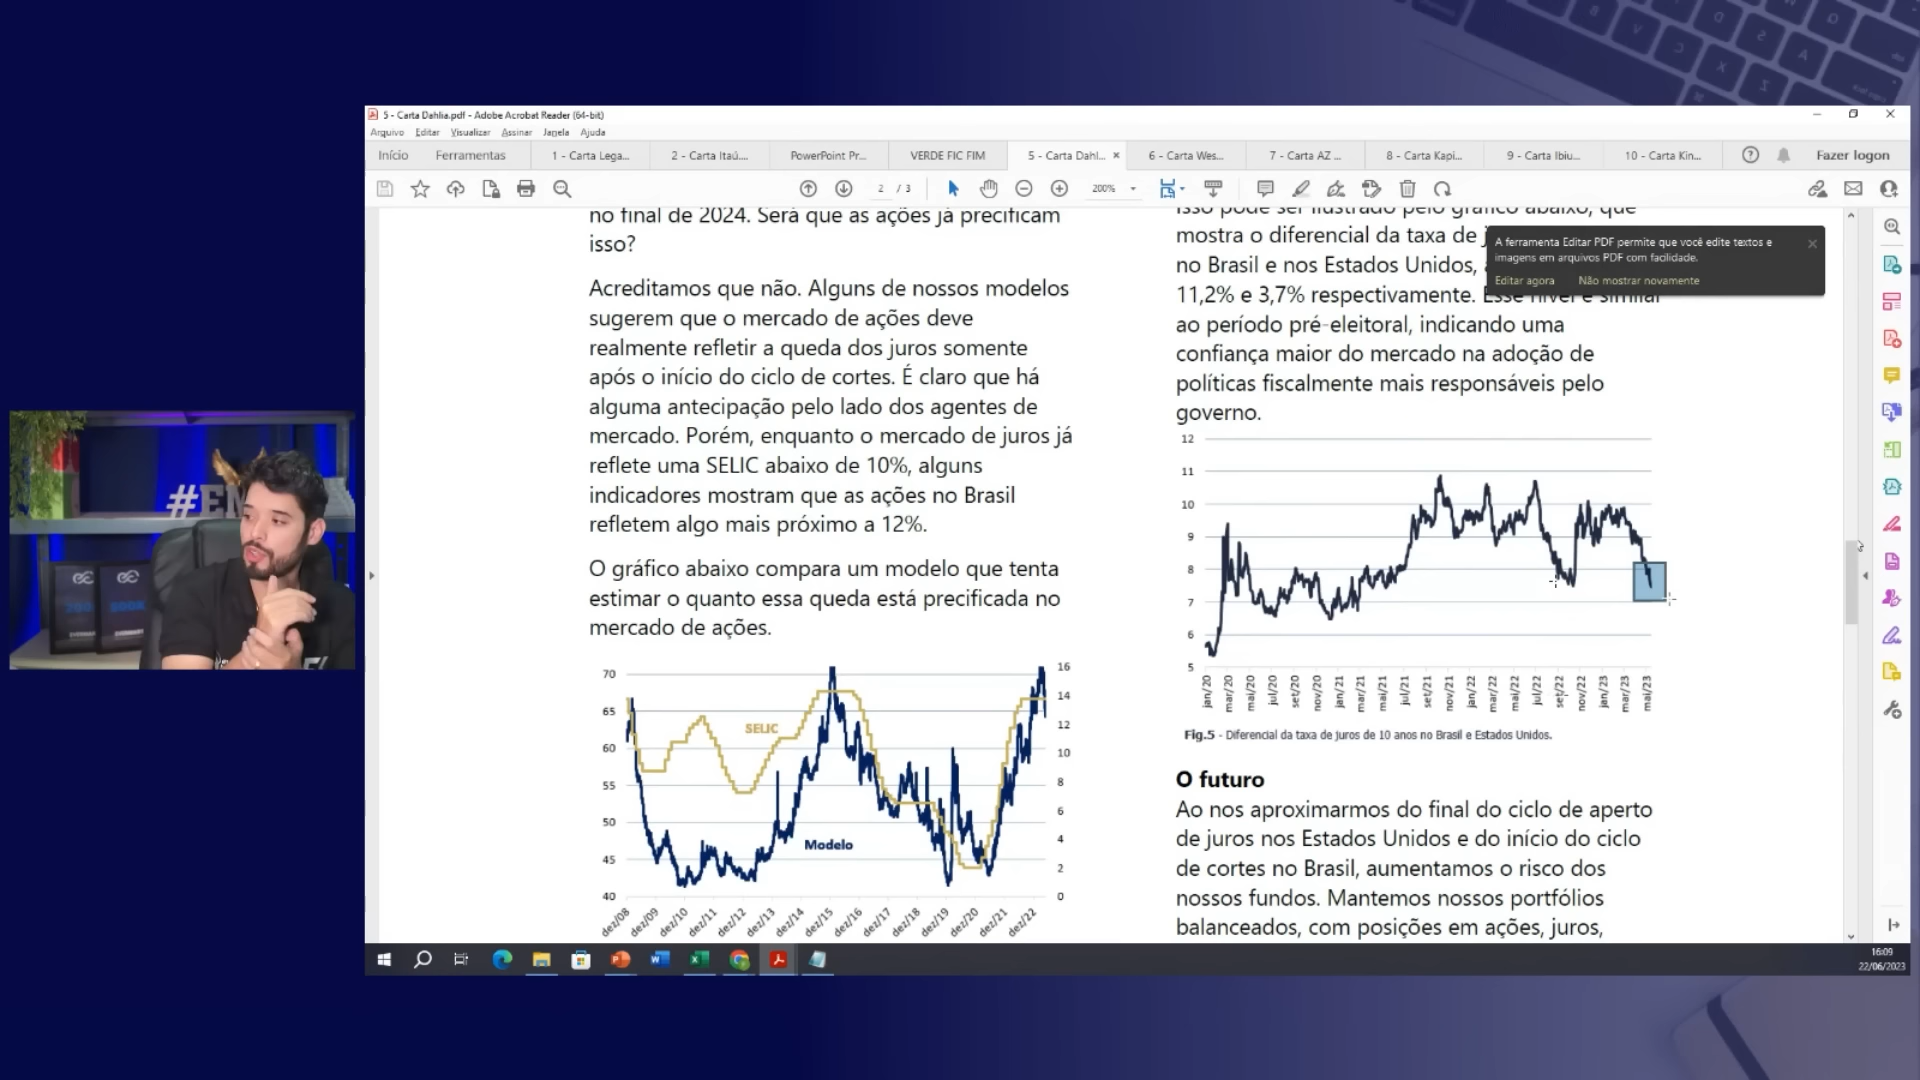 5 - Carta Dahlia.pdf - Adobe Acrobat Reader (64-bit)
Arquivo Editar Visualizar Assinar Janela Ajuda
Início Ferramentas 1 - Carta Lega... 2 - Carta Itaú.... PowerPoint Pr... VERDE FIC FIM 5 - Carta Dahl... × 6 - Carta Wes... 7 - Carta AZ ... 8 - Carta Kapi... 9 - Carta Ibiu... 10 - Carta Kin... Fazer logon
2 / 3 200%
no final de 2024. Será que as ações já precificam
isso?
Acreditamos que não. Alguns de nossos modelos
sugerem que o mercado de ações deve
realmente refletir a queda dos juros somente
após o início do ciclo de cortes. É claro que há
alguma antecipação pelo lado dos agentes de
mercado. Porém, enquanto o mercado de juros já
reflete uma SELIC abaixo de 10%, alguns
indicadores mostram que as ações no Brasil
refletem algo mais próximo a 12%.
O gráfico abaixo compara um modelo que tenta
estimar o quanto essa queda está precificada no
mercado de ações.
70
65
60
55
50
45
40
SELIC
Modelo
16
14
12
10
8
6
4
2
0
dez/08 dez/09 dez/10 dez/11 dez/12 dez/13 dez/14 dez/15 dez/16 dez/17 dez/18 dez/19 dez/20 dez/21 dez/22
isso pode ser ilustrado pelo gráfico abaixo, que
mostra o diferencial da taxa de
no Brasil e nos Estados Unidos,
11,2% e 3,7% respectivamente. Esse nível é similar
ao período pré-eleitoral, indicando uma
confiança maior do mercado na adoção de
políticas fiscalmente mais responsáveis pelo
governo.
A ferramenta Editar PDF permite que você edite textos e
imagens em arquivos PDF com facilidade.
Editar agora Não mostrar novamente
12
11
10
9
8
7
6
5
jan/20 mar/20 mai/20 jul/20 set/20 nov/20 jan/21 mar/21 mai/21 jul/21 set/21 nov/21 jan/22 mar/22 mai/22 jul/22 set/22 nov/22 jan/23 mar/23 mai/23
Fig.5 - Diferencial da taxa de juros de 10 anos no Brasil e Estados Unidos.
O futuro
Ao nos aproximarmos do final do ciclo de aperto
de juros nos Estados Unidos e do início do ciclo
de cortes no Brasil, aumentamos o risco dos
nossos fundos. Mantemos nossos portfólios
balanceados, com posições em ações, juros,
16:09
22/06/2023